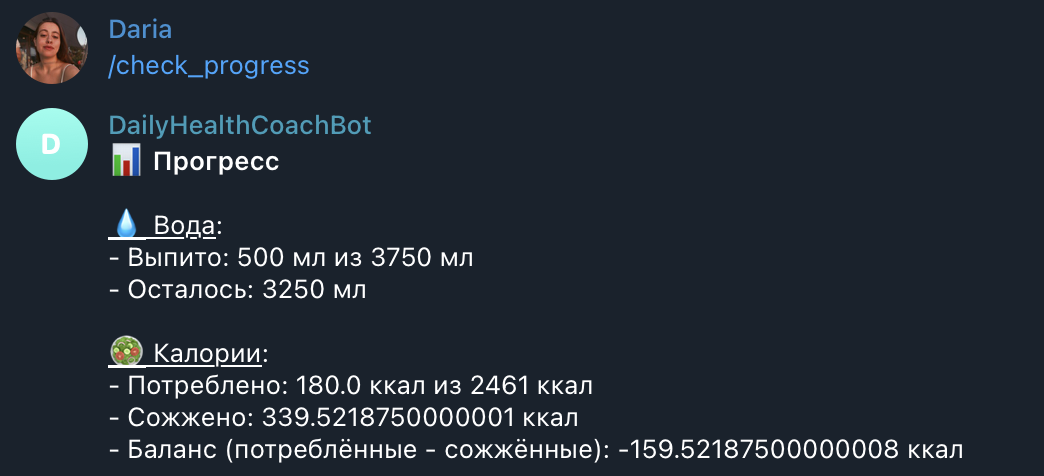 Daria
/check_progress
D
DailyHealthCoachBot
📊 Прогресс
💧 Вода:
- Выпито: 500 мл из 3750 мл
- Осталось: 3250 мл
🥗 Калории:
- Потреблено: 180.0 ккал из 2461 ккал
- Сожжено: 339.5218750000001 ккал
- Баланс (потреблённые - сожжённые): -159.52187500000008 ккал